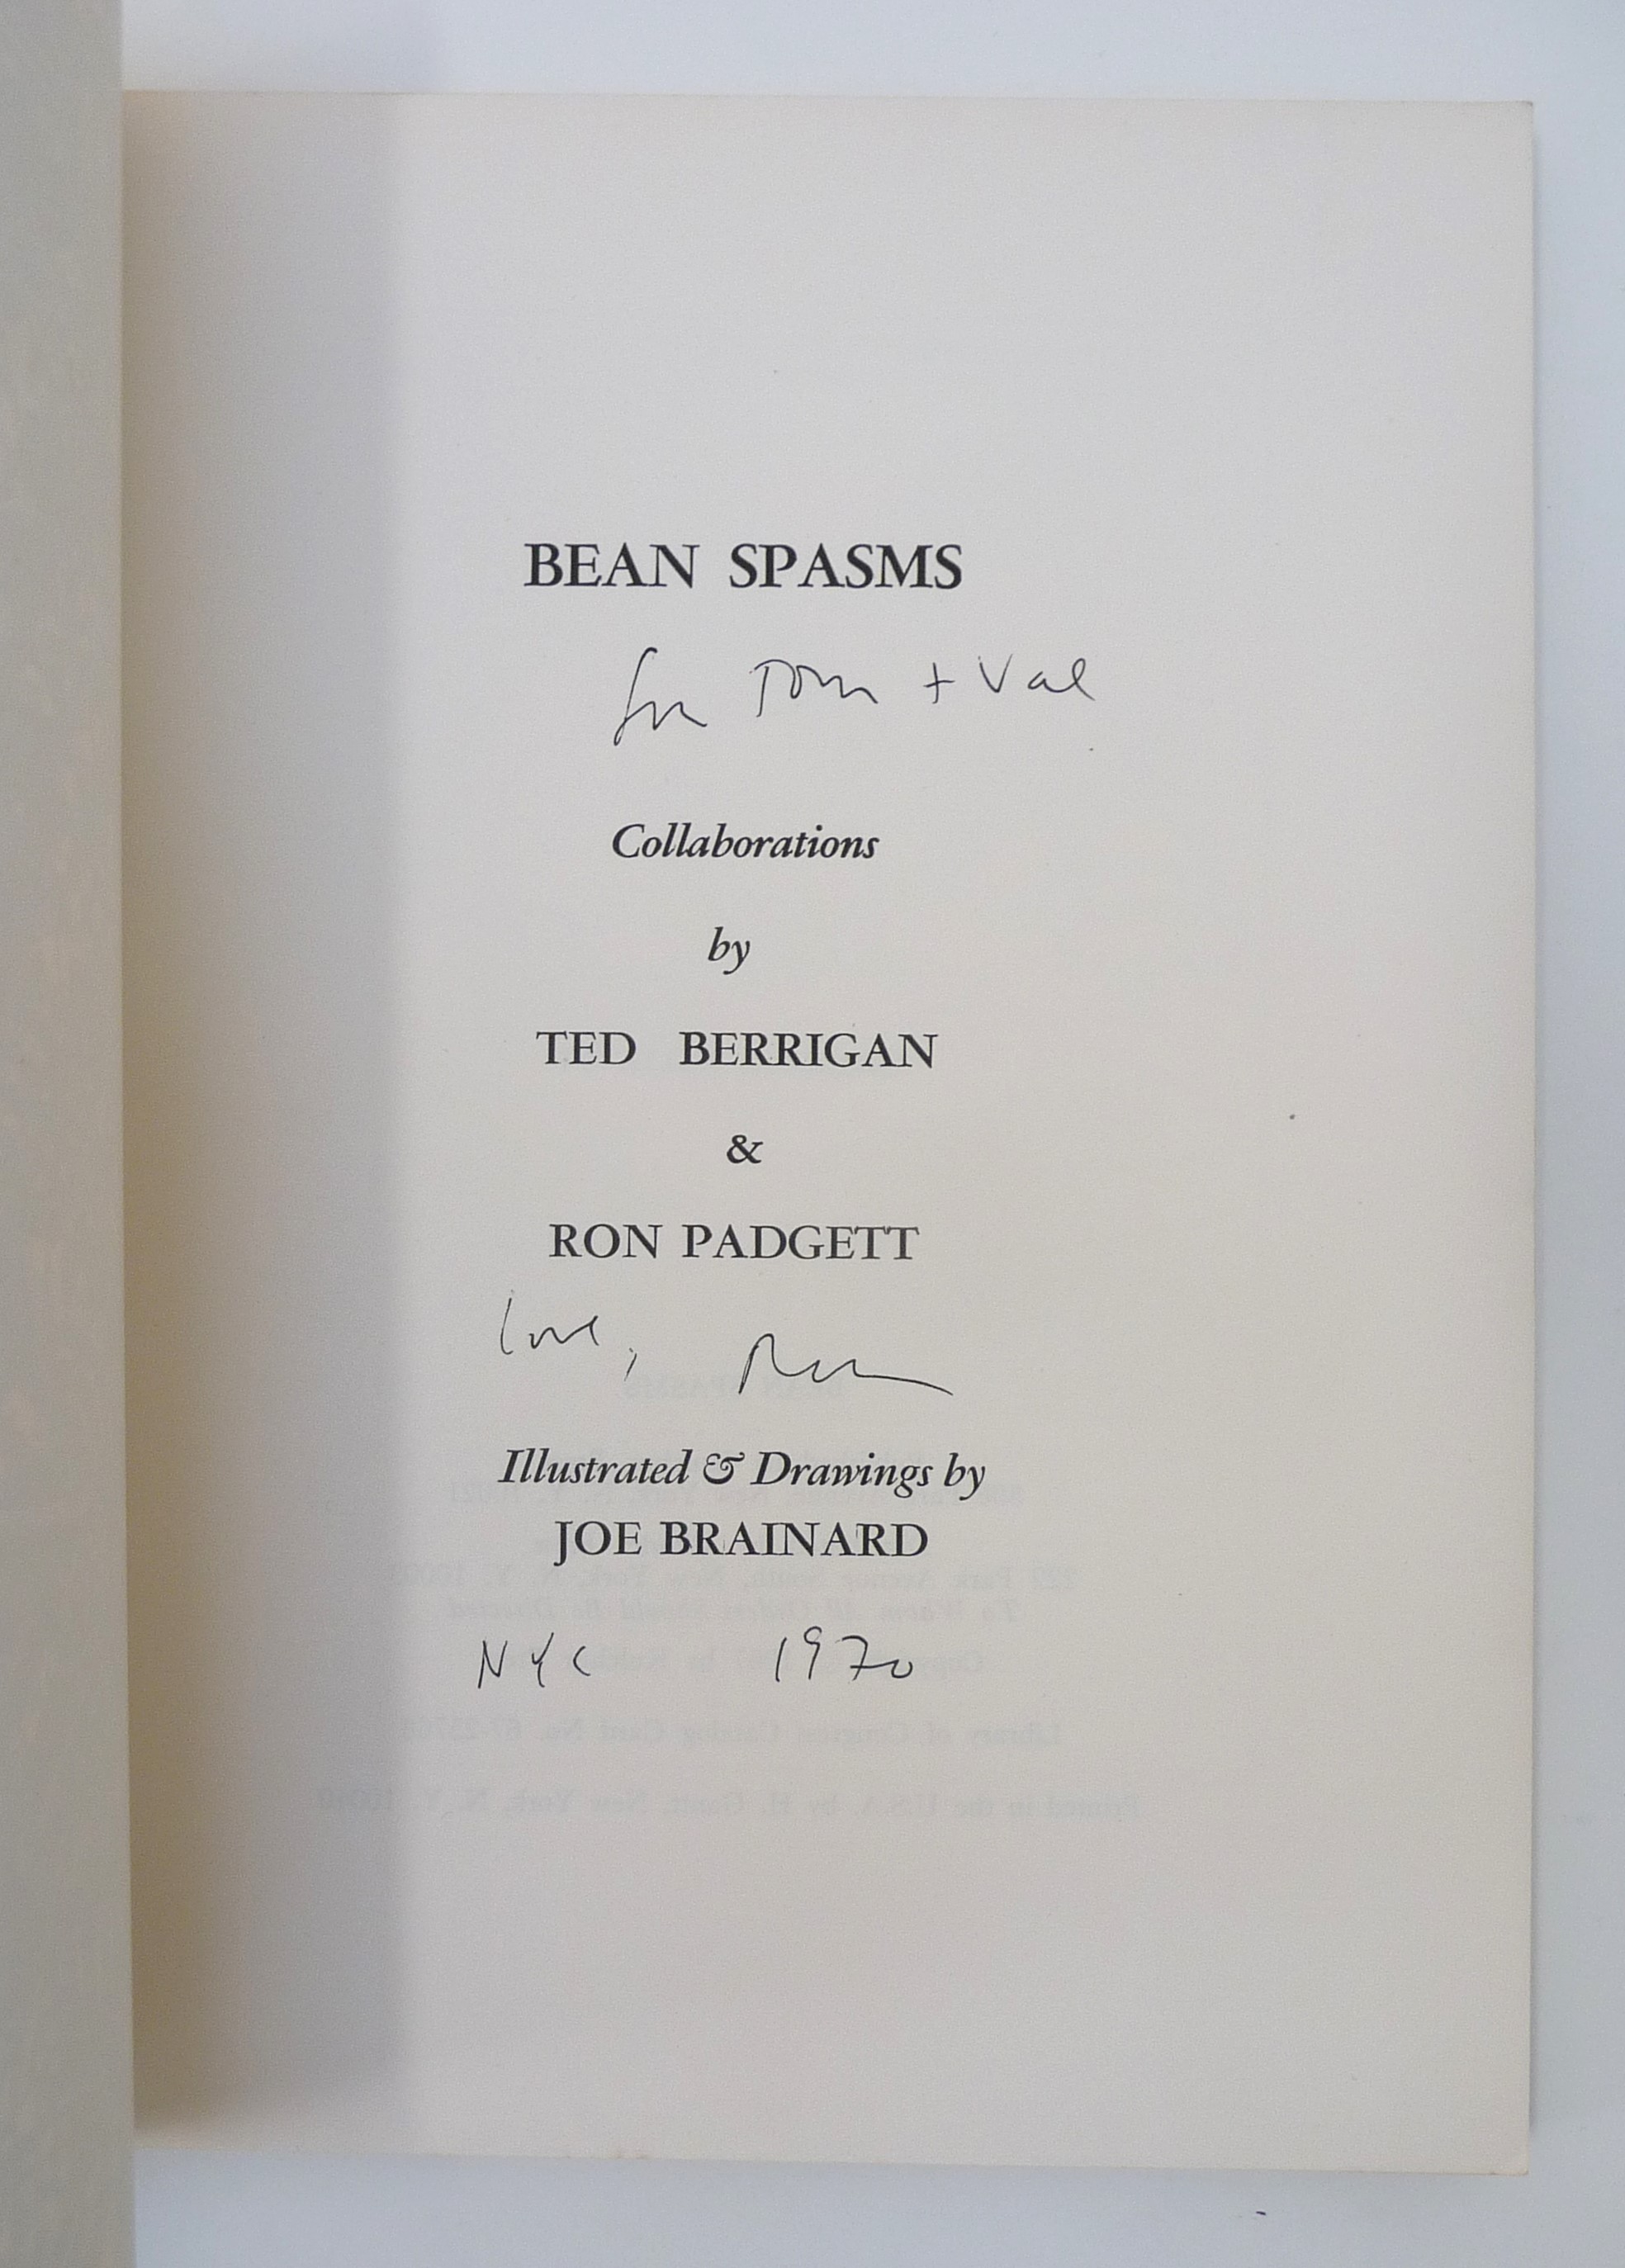 BEAN SPASMS
for Tom + Val
Collaborations
by
TED BERRIGAN
&
RON PADGETT
love, Ron
Illustrated & Drawings by
JOE BRAINARD
NYC 1970